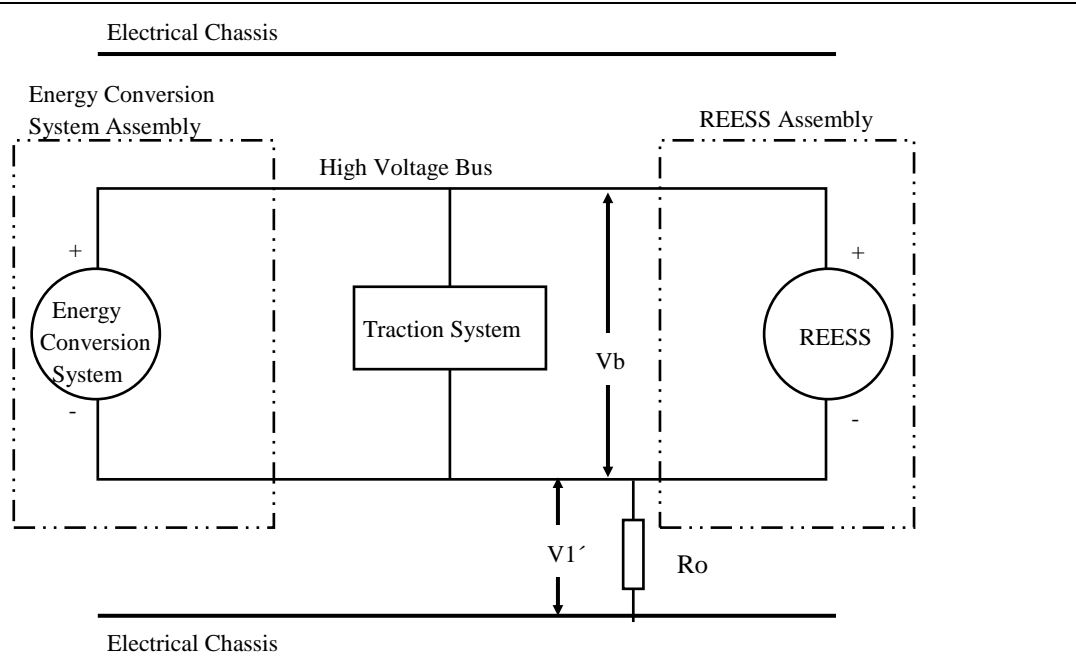 Electrical Chassis
Energy Conversion
System Assembly
REESS Assembly
High Voltage Bus
+
+
Energy
Conversion
System
Traction System
REESS
Vb
-
-
V1´
Ro
Electrical Chassis